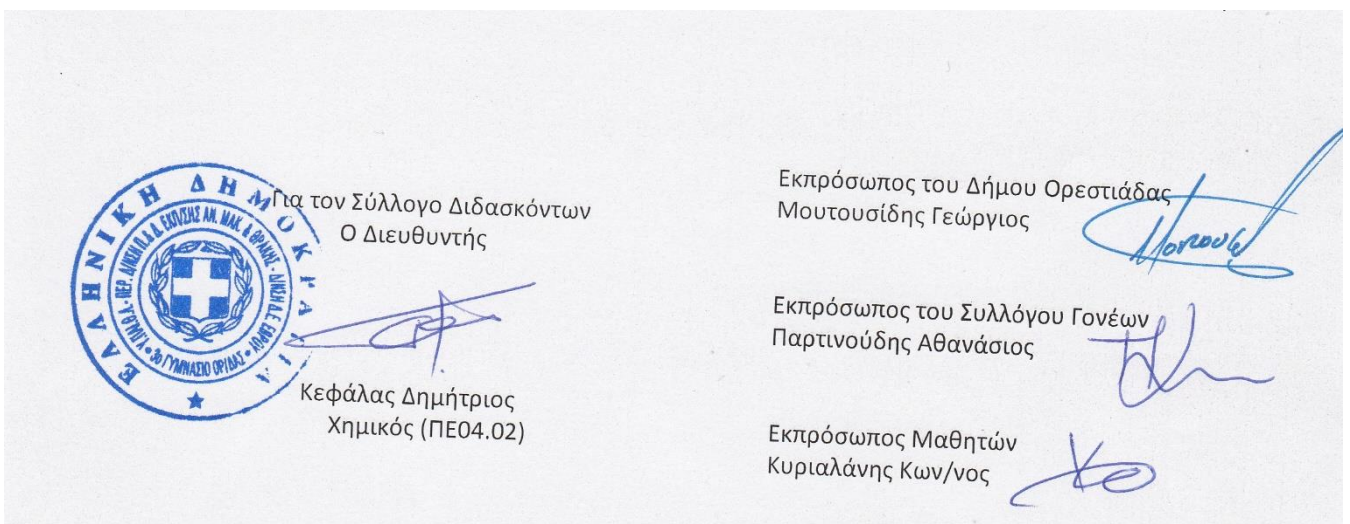 ΕΛΛΗΝΙΚΗ ΔΗΜΟΚΡΑΤΙΑ
3ο ΓΥΜΝΑΣΙΟ ΟΡ/ΔΑΣ
Για τον Σύλλογο Διδασκόντων
Ο Διευθυντής
Κεφάλας Δημήτριος
Χημικός (ΠΕ04.02)
Εκπρόσωπος του Δήμου Ορεστιάδας
Μουτουσίδης Γεώργιος
Εκπρόσωπος του Συλλόγου Γονέων
Παρτινούδης Αθανάσιος
Εκπρόσωπος Μαθητών
Κυριαλάνης Κων/νος